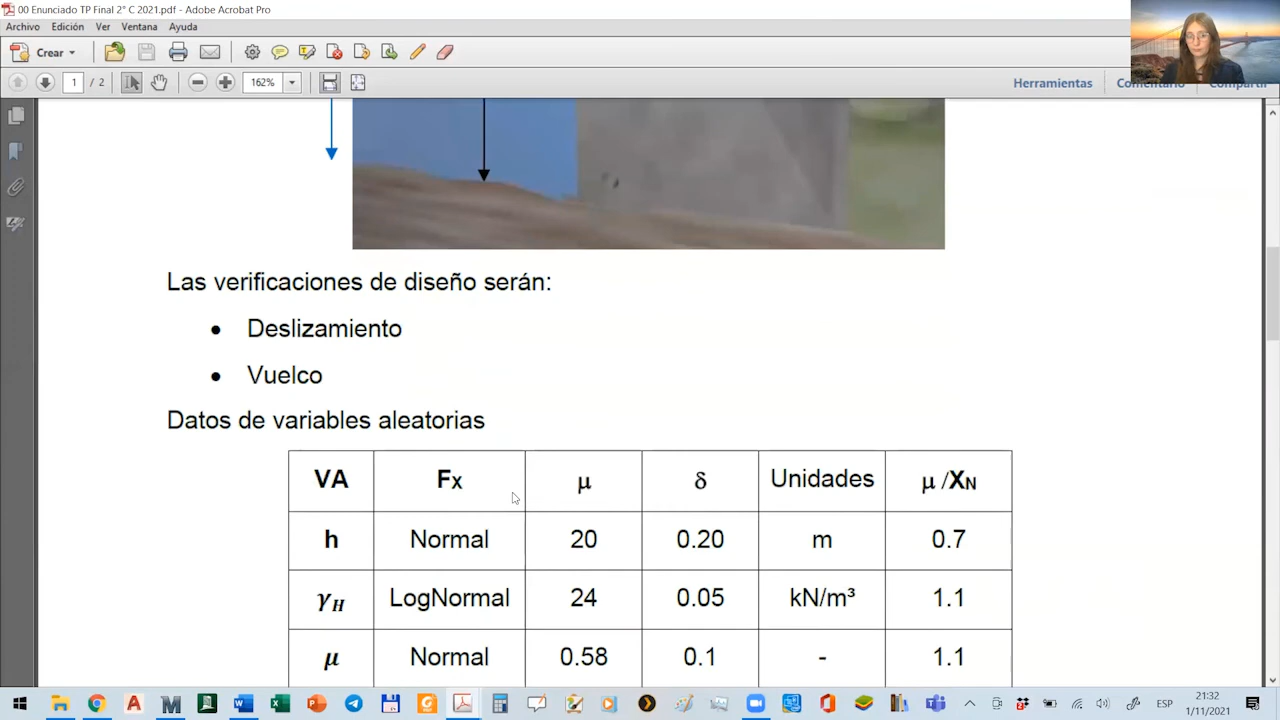 00 Enunciado TP Final 2° C 2021.pdf - Adobe Acrobat Pro
Archivo Edición Ver Ventana Ayuda
Crear
1 / 2 162%
Herramientas Comentario Compartir
Las verificaciones de diseño serán:
• Deslizamiento
• Vuelco
Datos de variables aleatorias
VA FX μ δ Unidades μ /XN
h Normal 20 0.20 m 0.7
γH LogNormal 24 0.05 kN/m³ 1.1
μ Normal 0.58 0.1 - 1.1
ESP
21:32
1/11/2021